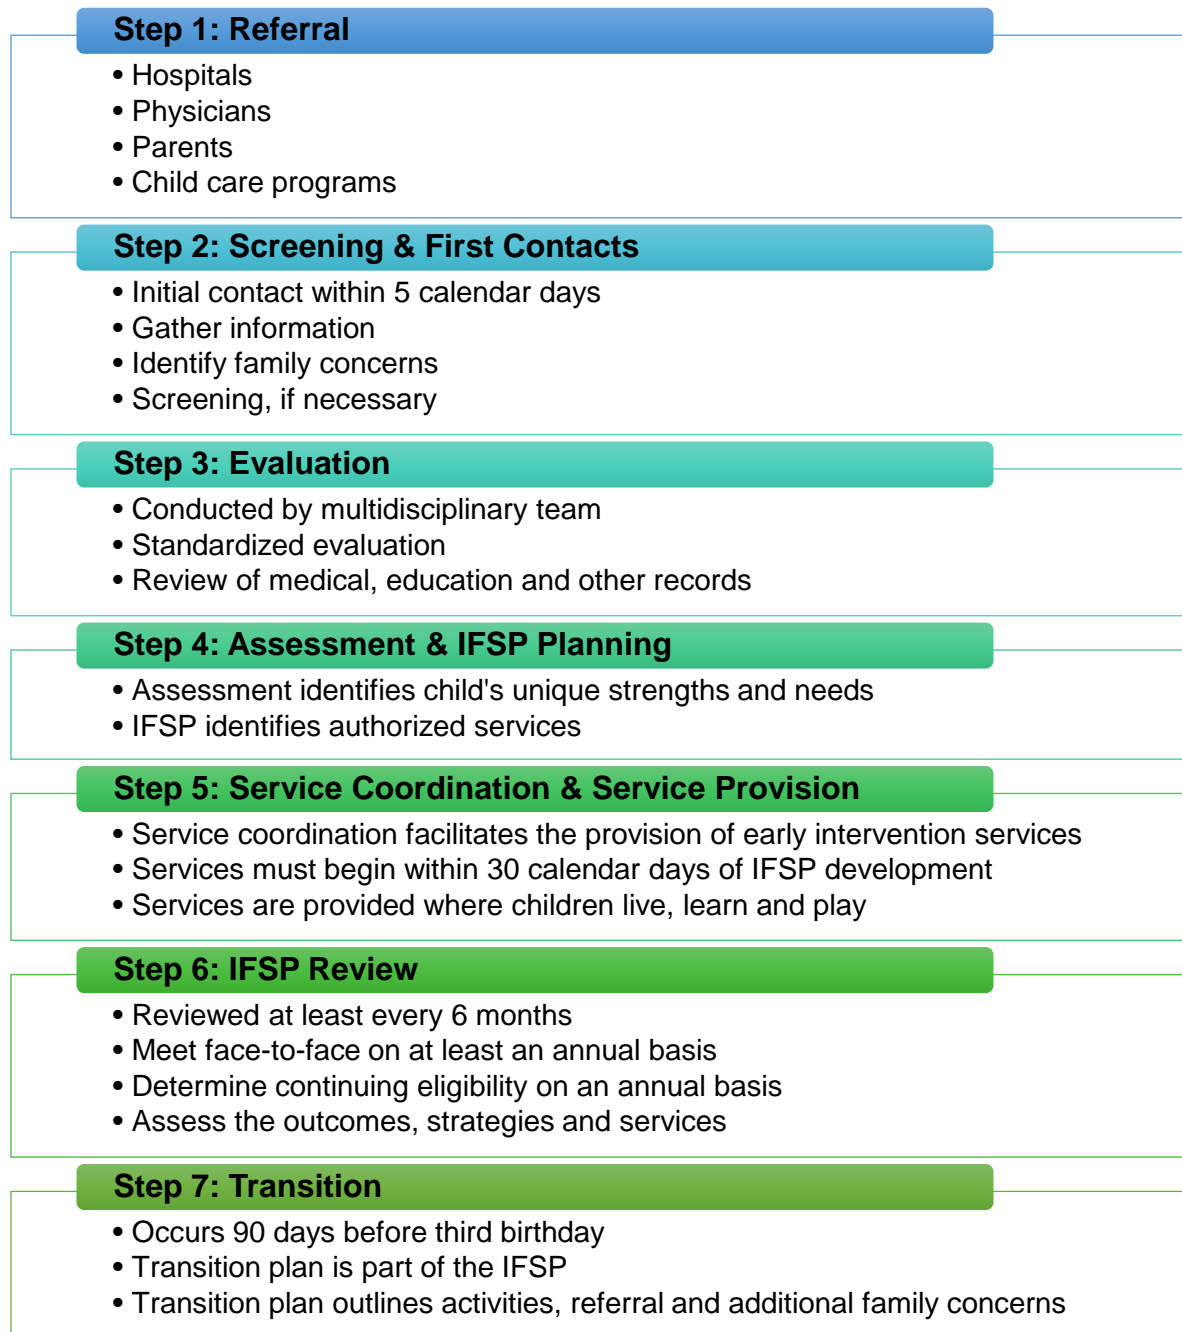 Step 1: Referral
• Hospitals
• Physicians
• Parents
• Child care programs
Step 2: Screening & First Contacts
• Initial contact within 5 calendar days
• Gather information
• Identify family concerns
• Screening, if necessary
Step 3: Evaluation
• Conducted by multidisciplinary team
• Standardized evaluation
• Review of medical, education and other records
Step 4: Assessment & IFSP Planning
• Assessment identifies child's unique strengths and needs
• IFSP identifies authorized services
Step 5: Service Coordination & Service Provision
• Service coordination facilitates the provision of early intervention services
• Services must begin within 30 calendar days of IFSP development
• Services are provided where children live, learn and play
Step 6: IFSP Review
• Reviewed at least every 6 months
• Meet face-to-face on at least an annual basis
• Determine continuing eligibility on an annual basis
• Assess the outcomes, strategies and services
Step 7: Transition
• Occurs 90 days before third birthday
• Transition plan is part of the IFSP
• Transition plan outlines activities, referral and additional family concerns